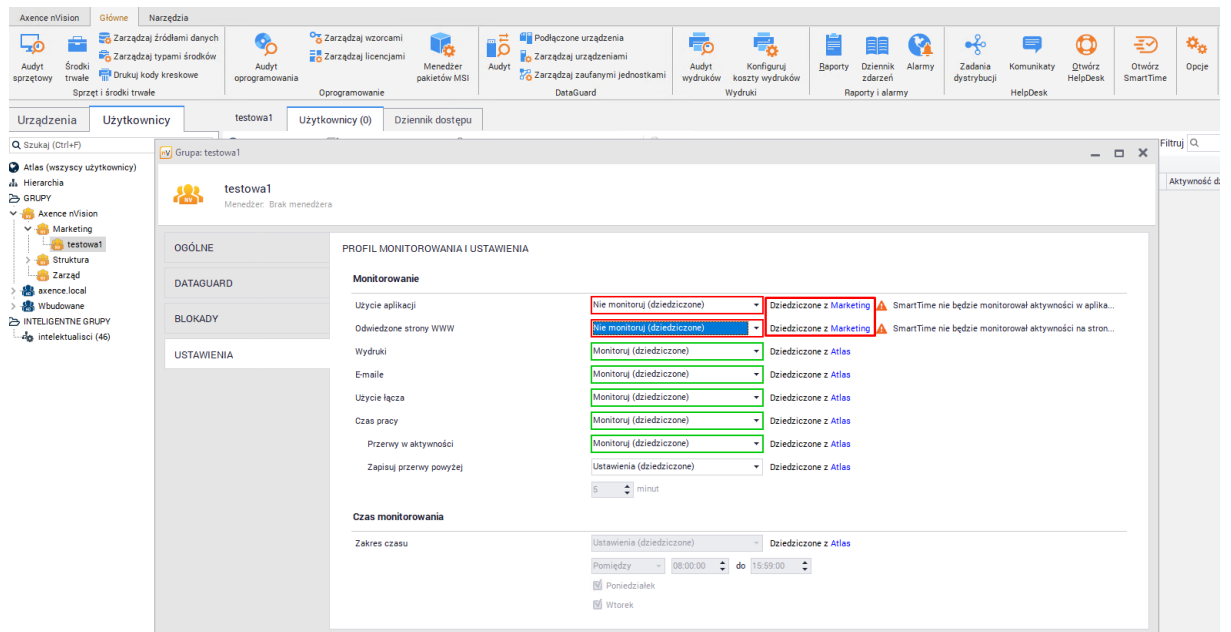 Axence nVision Główne Narzędzia
Audyt sprzętowy
Środki trwałe
Zarządzaj źródłami danych
Zarządzaj typami środków
Drukuj kody kreskowe
Sprzęt i środki trwałe
Audyt oprogramowania
Zarządzaj wzorcami
Zarządzaj licencjami
Menedżer pakietów MSI
Oprogramowanie
Audyt
Podłączone urządzenia
Zarządzaj urządzeniami
Zarządzaj zaufanymi jednostkami
DataGuard
Audyt wydruków
Konfiguruj koszty wydruków
Wydruki
Raporty
Dziennik zdarzeń
Alarmy
Raporty i alarmy
Zadania dystrybucji
Komunikaty
Otwórz HelpDesk
HelpDesk
Otwórz SmartTime
Opcje
Urządzenia Użytkownicy
testowa1 Użytkownicy (0) Dziennik dostępu
Szukaj (Ctrl+F)
Filtruj
Atlas (wszyscy użytkownicy)
Hierarchia
GRUPY
Axence nVision
Marketing
testowa1
Struktura
Zarząd
axence.local
Wbudowane
INTELIGENTNE GRUPY
intelektualisci (46)
nV Grupa: testowa1
NV
testowa1
Menedżer: Brak menedżera
OGÓLNE
DATAGUARD
BLOKADY
USTAWIENIA
PROFIL MONITOROWANIA I USTAWIENIA
Monitorowanie
Użycie aplikacji Nie monitoruj (dziedziczone) Dziedziczone z Marketing SmartTime nie będzie monitorował aktywności w aplika...
Odwiedzone strony WWW Nie monitoruj (dziedziczone) Dziedziczone z Marketing SmartTime nie będzie monitorował aktywności na stron...
Wydruki Monitoruj (dziedziczone) Dziedziczone z Atlas
E-maile Monitoruj (dziedziczone) Dziedziczone z Atlas
Użycie łącza Monitoruj (dziedziczone) Dziedziczone z Atlas
Czas pracy Monitoruj (dziedziczone) Dziedziczone z Atlas
Przerwy w aktywności Monitoruj (dziedziczone) Dziedziczone z Atlas
Zapisuj przerwy powyżej Ustawienia (dziedziczone) Dziedziczone z Atlas
5 minut
Czas monitorowania
Zakres czasu Ustawienia (dziedziczone) Dziedziczone z Atlas
Pomiędzy 08:00:00 do 15:59:00
Poniedziałek
Wtorek
Aktywność